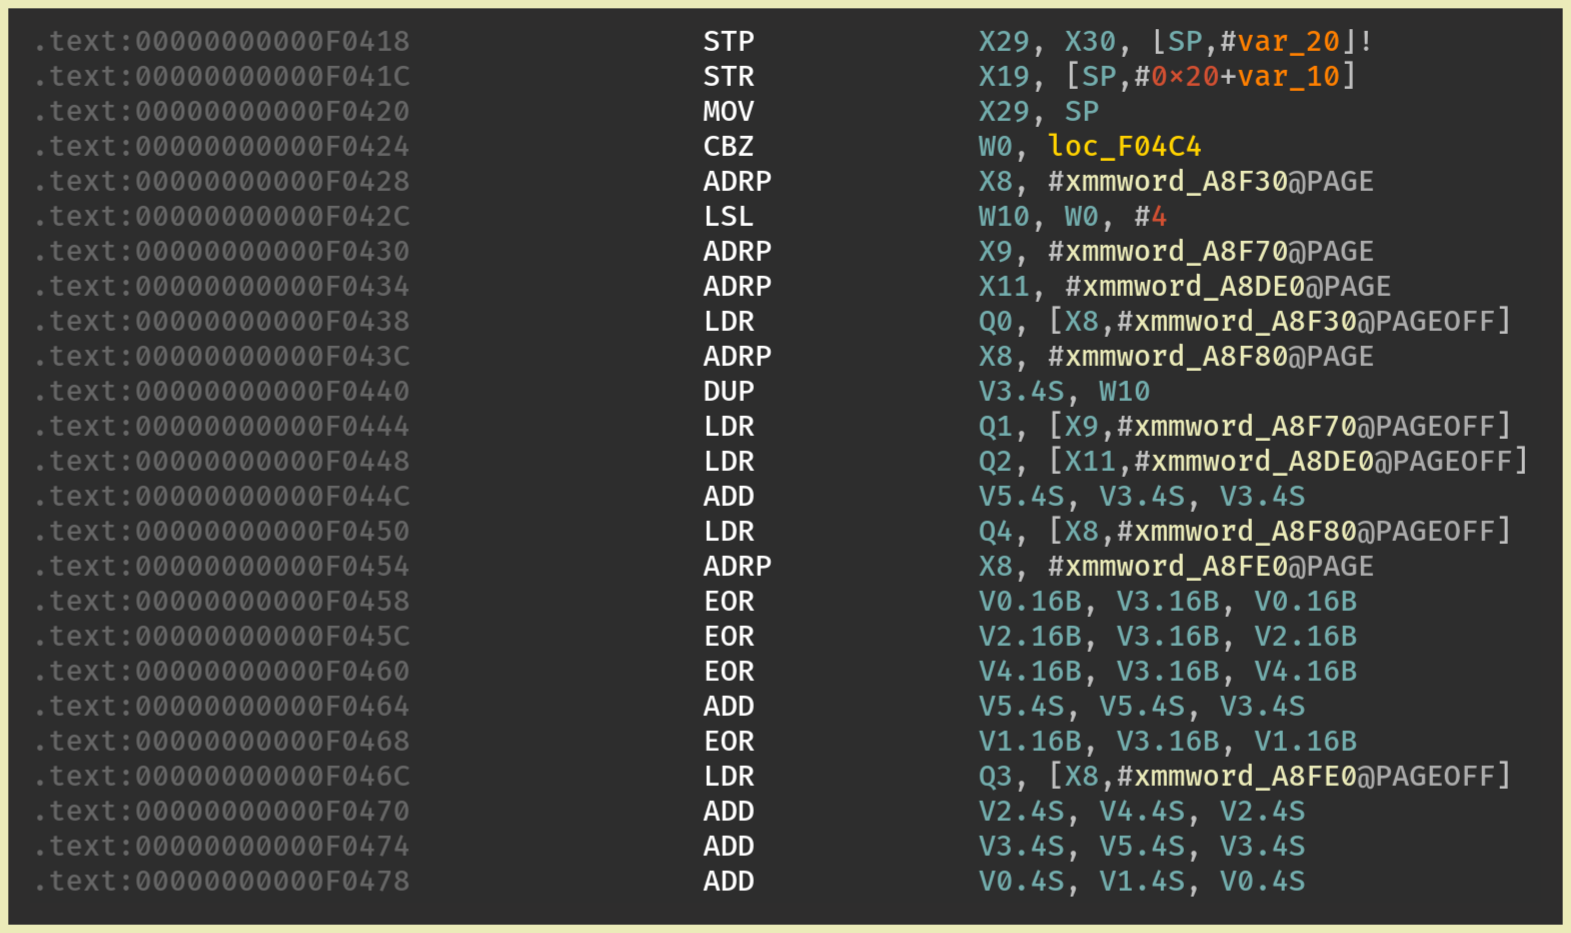 .text:00000000000F0418 STP X29, X30, [SP,#var_20]!
.text:00000000000F041C STR X19, [SP,#0×20+var_10]
.text:00000000000F0420 MOV X29, SP
.text:00000000000F0424 CBZ W0, loc_F04C4
.text:00000000000F0428 ADRP X8, #xmmword_A8F30@PAGE
.text:00000000000F042C LSL W10, W0, #4
.text:00000000000F0430 ADRP X9, #xmmword_A8F70@PAGE
.text:00000000000F0434 ADRP X11, #xmmword_A8DE0@PAGE
.text:00000000000F0438 LDR Q0, [X8,#xmmword_A8F30@PAGEOFF]
.text:00000000000F043C ADRP X8, #xmmword_A8F80@PAGE
.text:00000000000F0440 DUP V3.4S, W10
.text:00000000000F0444 LDR Q1, [X9,#xmmword_A8F70@PAGEOFF]
.text:00000000000F0448 LDR Q2, [X11,#xmmword_A8DE0@PAGEOFF]
.text:00000000000F044C ADD V5.4S, V3.4S, V3.4S
.text:00000000000F0450 LDR Q4, [X8,#xmmword_A8F80@PAGEOFF]
.text:00000000000F0454 ADRP X8, #xmmword_A8FE0@PAGE
.text:00000000000F0458 EOR V0.16B, V3.16B, V0.16B
.text:00000000000F045C EOR V2.16B, V3.16B, V2.16B
.text:00000000000F0460 EOR V4.16B, V3.16B, V4.16B
.text:00000000000F0464 ADD V5.4S, V5.4S, V3.4S
.text:00000000000F0468 EOR V1.16B, V3.16B, V1.16B
.text:00000000000F046C LDR Q3, [X8,#xmmword_A8FE0@PAGEOFF]
.text:00000000000F0470 ADD V2.4S, V4.4S, V2.4S
.text:00000000000F0474 ADD V3.4S, V5.4S, V3.4S
.text:00000000000F0478 ADD V0.4S, V1.4S, V0.4S